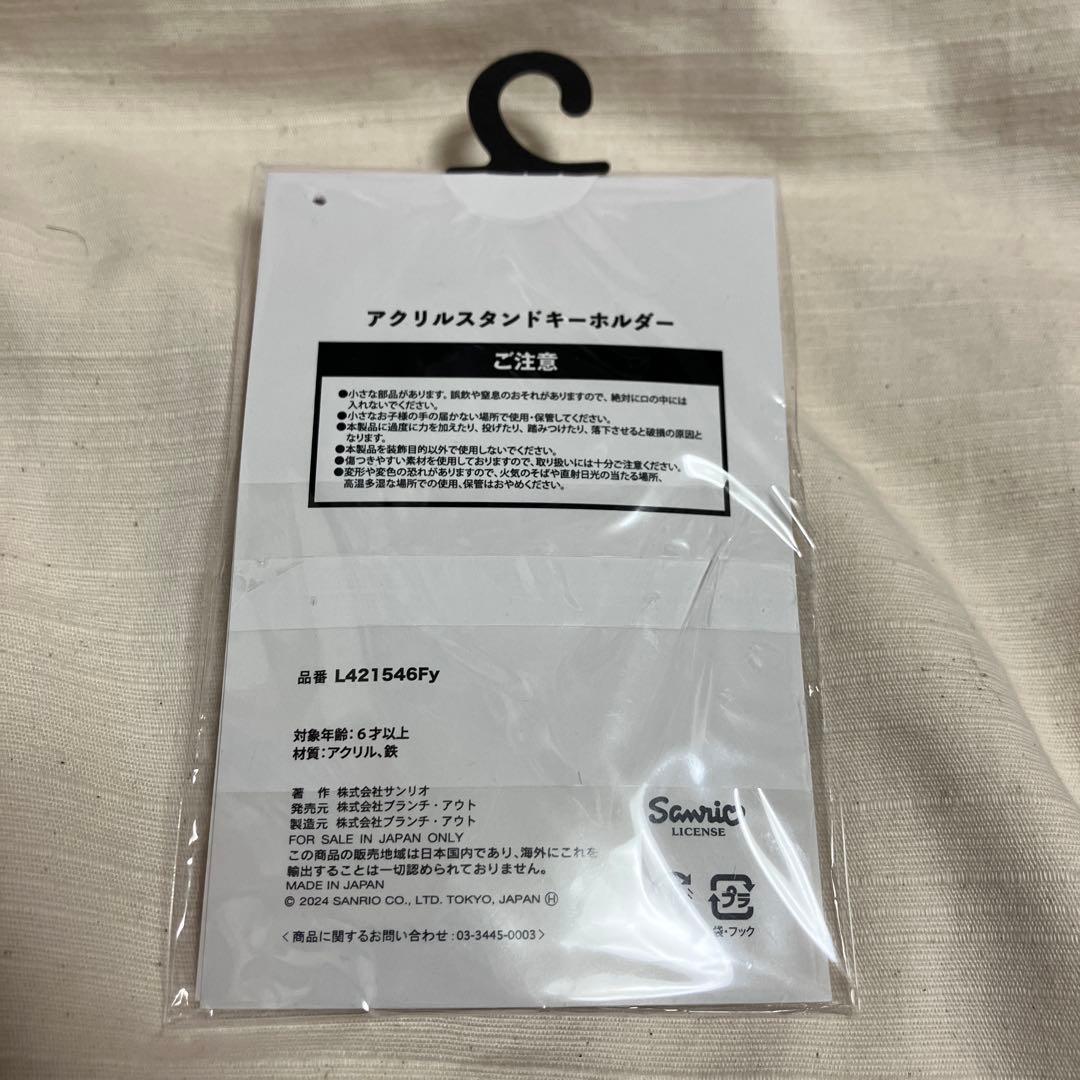 アクリルスタンドキーホルダー
ご注意
●小さな部品があります。誤飲や窒息のおそれがありますので、絶対に口の中には
入れないでください。
●小さなお子様の手の届かない場所で使用・保管してください。
●本製品に過度に力を加えたり、投げたり、踏みつけたり、落下させると破損の原因と
なります。
●本製品を装飾目的以外で使用しないでください。
●傷つきやすい素材を使用しておりますので、取り扱いには十分ご注意ください。
●変形や変色の恐れがありますので、火気のそばや直射日光の当たる場所、
高温多湿な場所での使用、保管はおやめください。
品番 L421546Fy
対象年齢：6才以上
材質：アクリル、鉄
著 作 株式会社サンリオ
発売元 株式会社ブランチ・アウト
製造元 株式会社ブランチ・アウト
FOR SALE IN JAPAN ONLY
この商品の販売地域は日本国内であり、海外にこれを
輸出することは一切認められておりません。
MADE IN JAPAN
© 2024 SANRIO CO., LTD. TOKYO, JAPAN Ⓗ
〈商品に関するお問い合わせ：03-3445-0003〉
Sanrio
LICENSE
プラ
袋・フック